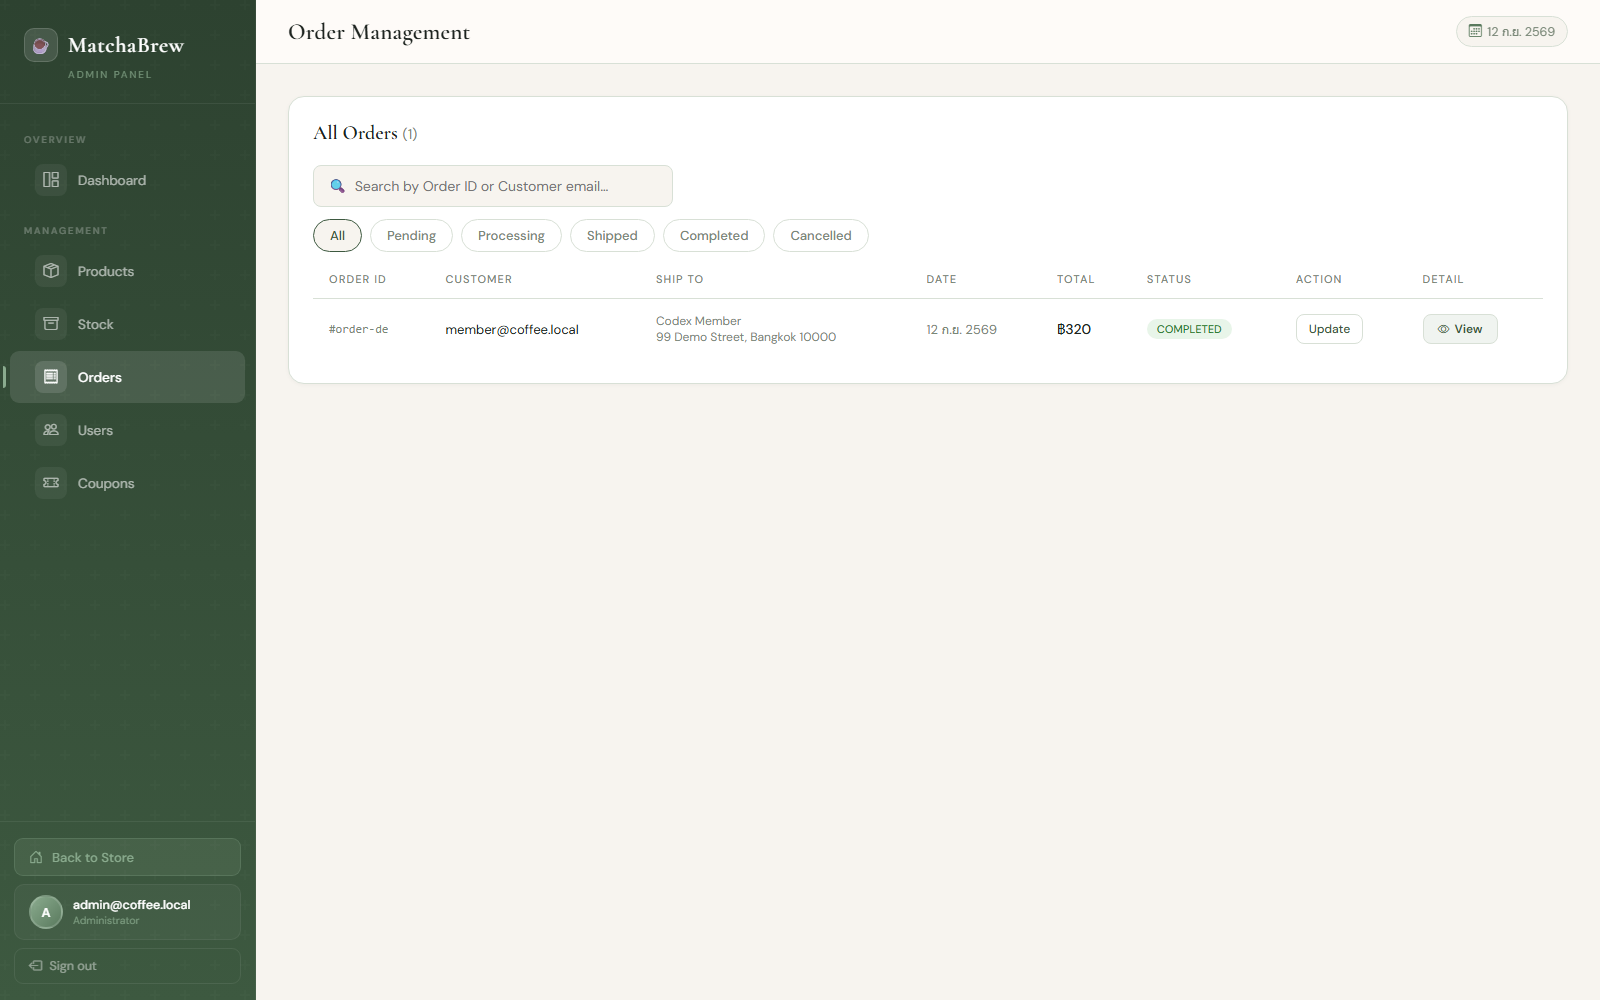 MatchaBrew
ADMIN PANEL
OVERVIEW
Dashboard
MANAGEMENT
Products
Stock
Orders
Users
Coupons
Back to Store
A
admin@coffee.local
Administrator
Sign out
Order Management
12 ก.ย. 2569
All Orders (1)
Search by Order ID or Customer email...
All
Pending
Processing
Shipped
Completed
Cancelled
ORDER ID CUSTOMER SHIP TO DATE TOTAL STATUS ACTION DETAIL
#order-de member@coffee.local Codex Member 12 ก.ย. 2569 ฿320 COMPLETED Update View
99 Demo Street, Bangkok 10000